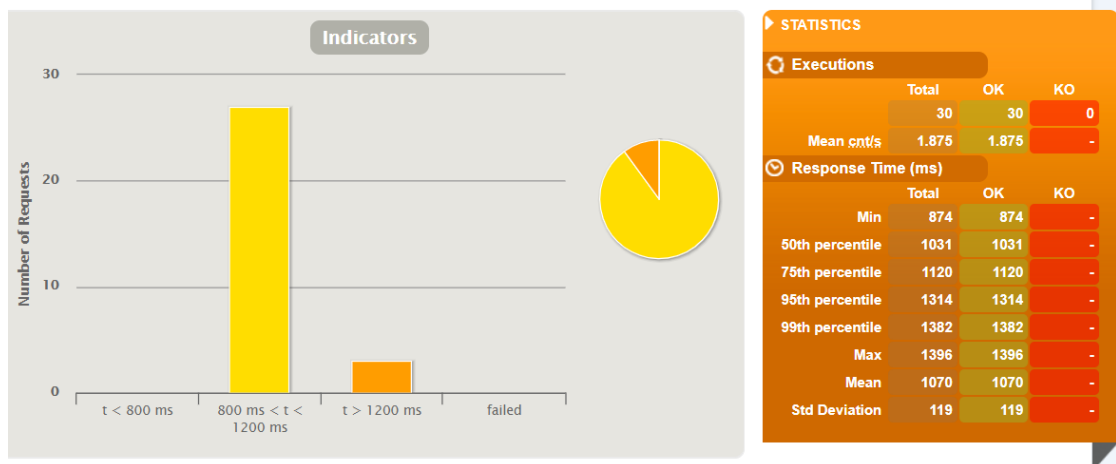 Indicators
Number of Requests
30
20
10
0
t < 800 ms
800 ms < t <
1200 ms
t > 1200 ms
failed
STATISTICS
Executions
Total OK KO
30 30 0
Mean cnt/s 1.875 1.875 -
Response Time (ms)
Total OK KO
Min 874 874 -
50th percentile 1031 1031 -
75th percentile 1120 1120 -
95th percentile 1314 1314 -
99th percentile 1382 1382 -
Max 1396 1396 -
Mean 1070 1070 -
Std Deviation 119 119 -